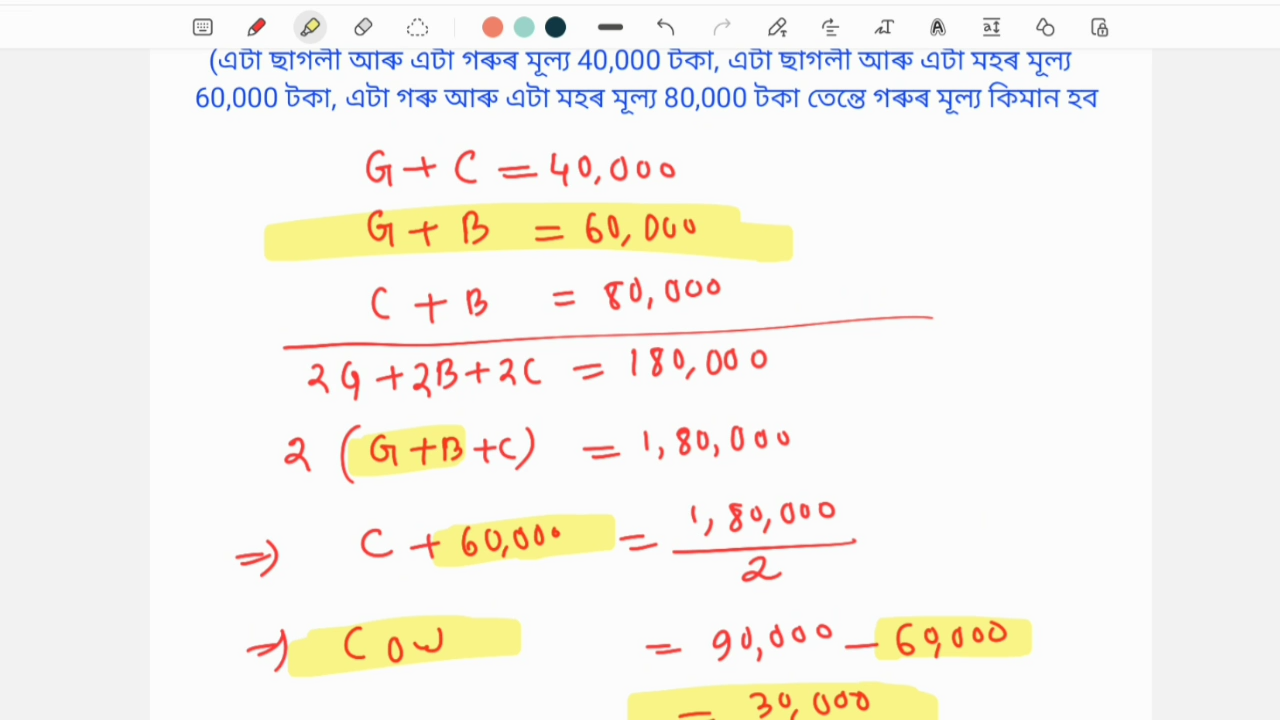 (এটা ছাগলী আৰু এটা গৰুৰ মূল্য 40,000 টকা, এটা ছাগলী আৰু এটা মহৰ মূল্য
60,000 টকা, এটা গৰু আৰু এটা মহৰ মূল্য 80,000 টকা তেন্তে গৰুৰ মূল্য কিমান হব
G + C = 40,000
G + B = 60,000
C + B = 80,000
2G + 2B + 2C = 180,000
2 (G + B + C) = 1,80,000
⇒ C + 60,000 = 1,80,000 / 2
⇒ COW = 90,000 – 60,000
= 30,000